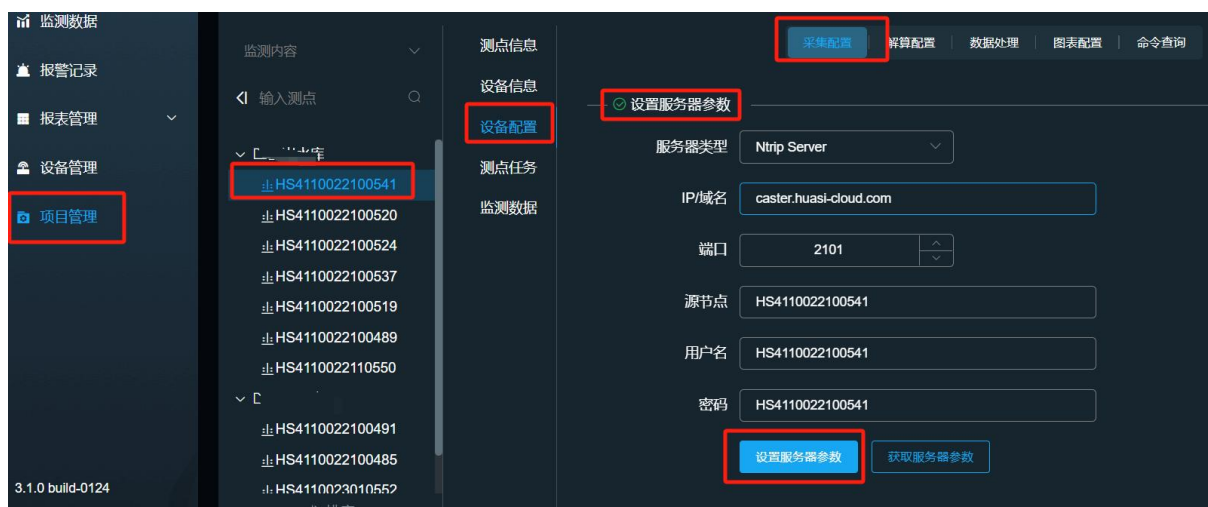 监测数据
报警记录
报表管理
设备管理
项目管理
3.1.0 build-0124
监测内容
输入测点
库
HS4110022100541
HS4110022100520
HS4110022100524
HS4110022100537
HS4110022100519
HS4110022100489
HS4110022110550
HS4110022100491
HS4110022100485
HS4110023010552
测点信息
设备信息
设备配置
测点任务
监测数据
采集配置 解算配置 数据处理 图表配置 命令查询
设置服务器参数
服务器类型 Ntrip Server
IP/域名 caster.huasi-cloud.com
端口 2101
源节点 HS4110022100541
用户名 HS4110022100541
密码 HS4110022100541
设置服务器参数 获取服务器参数